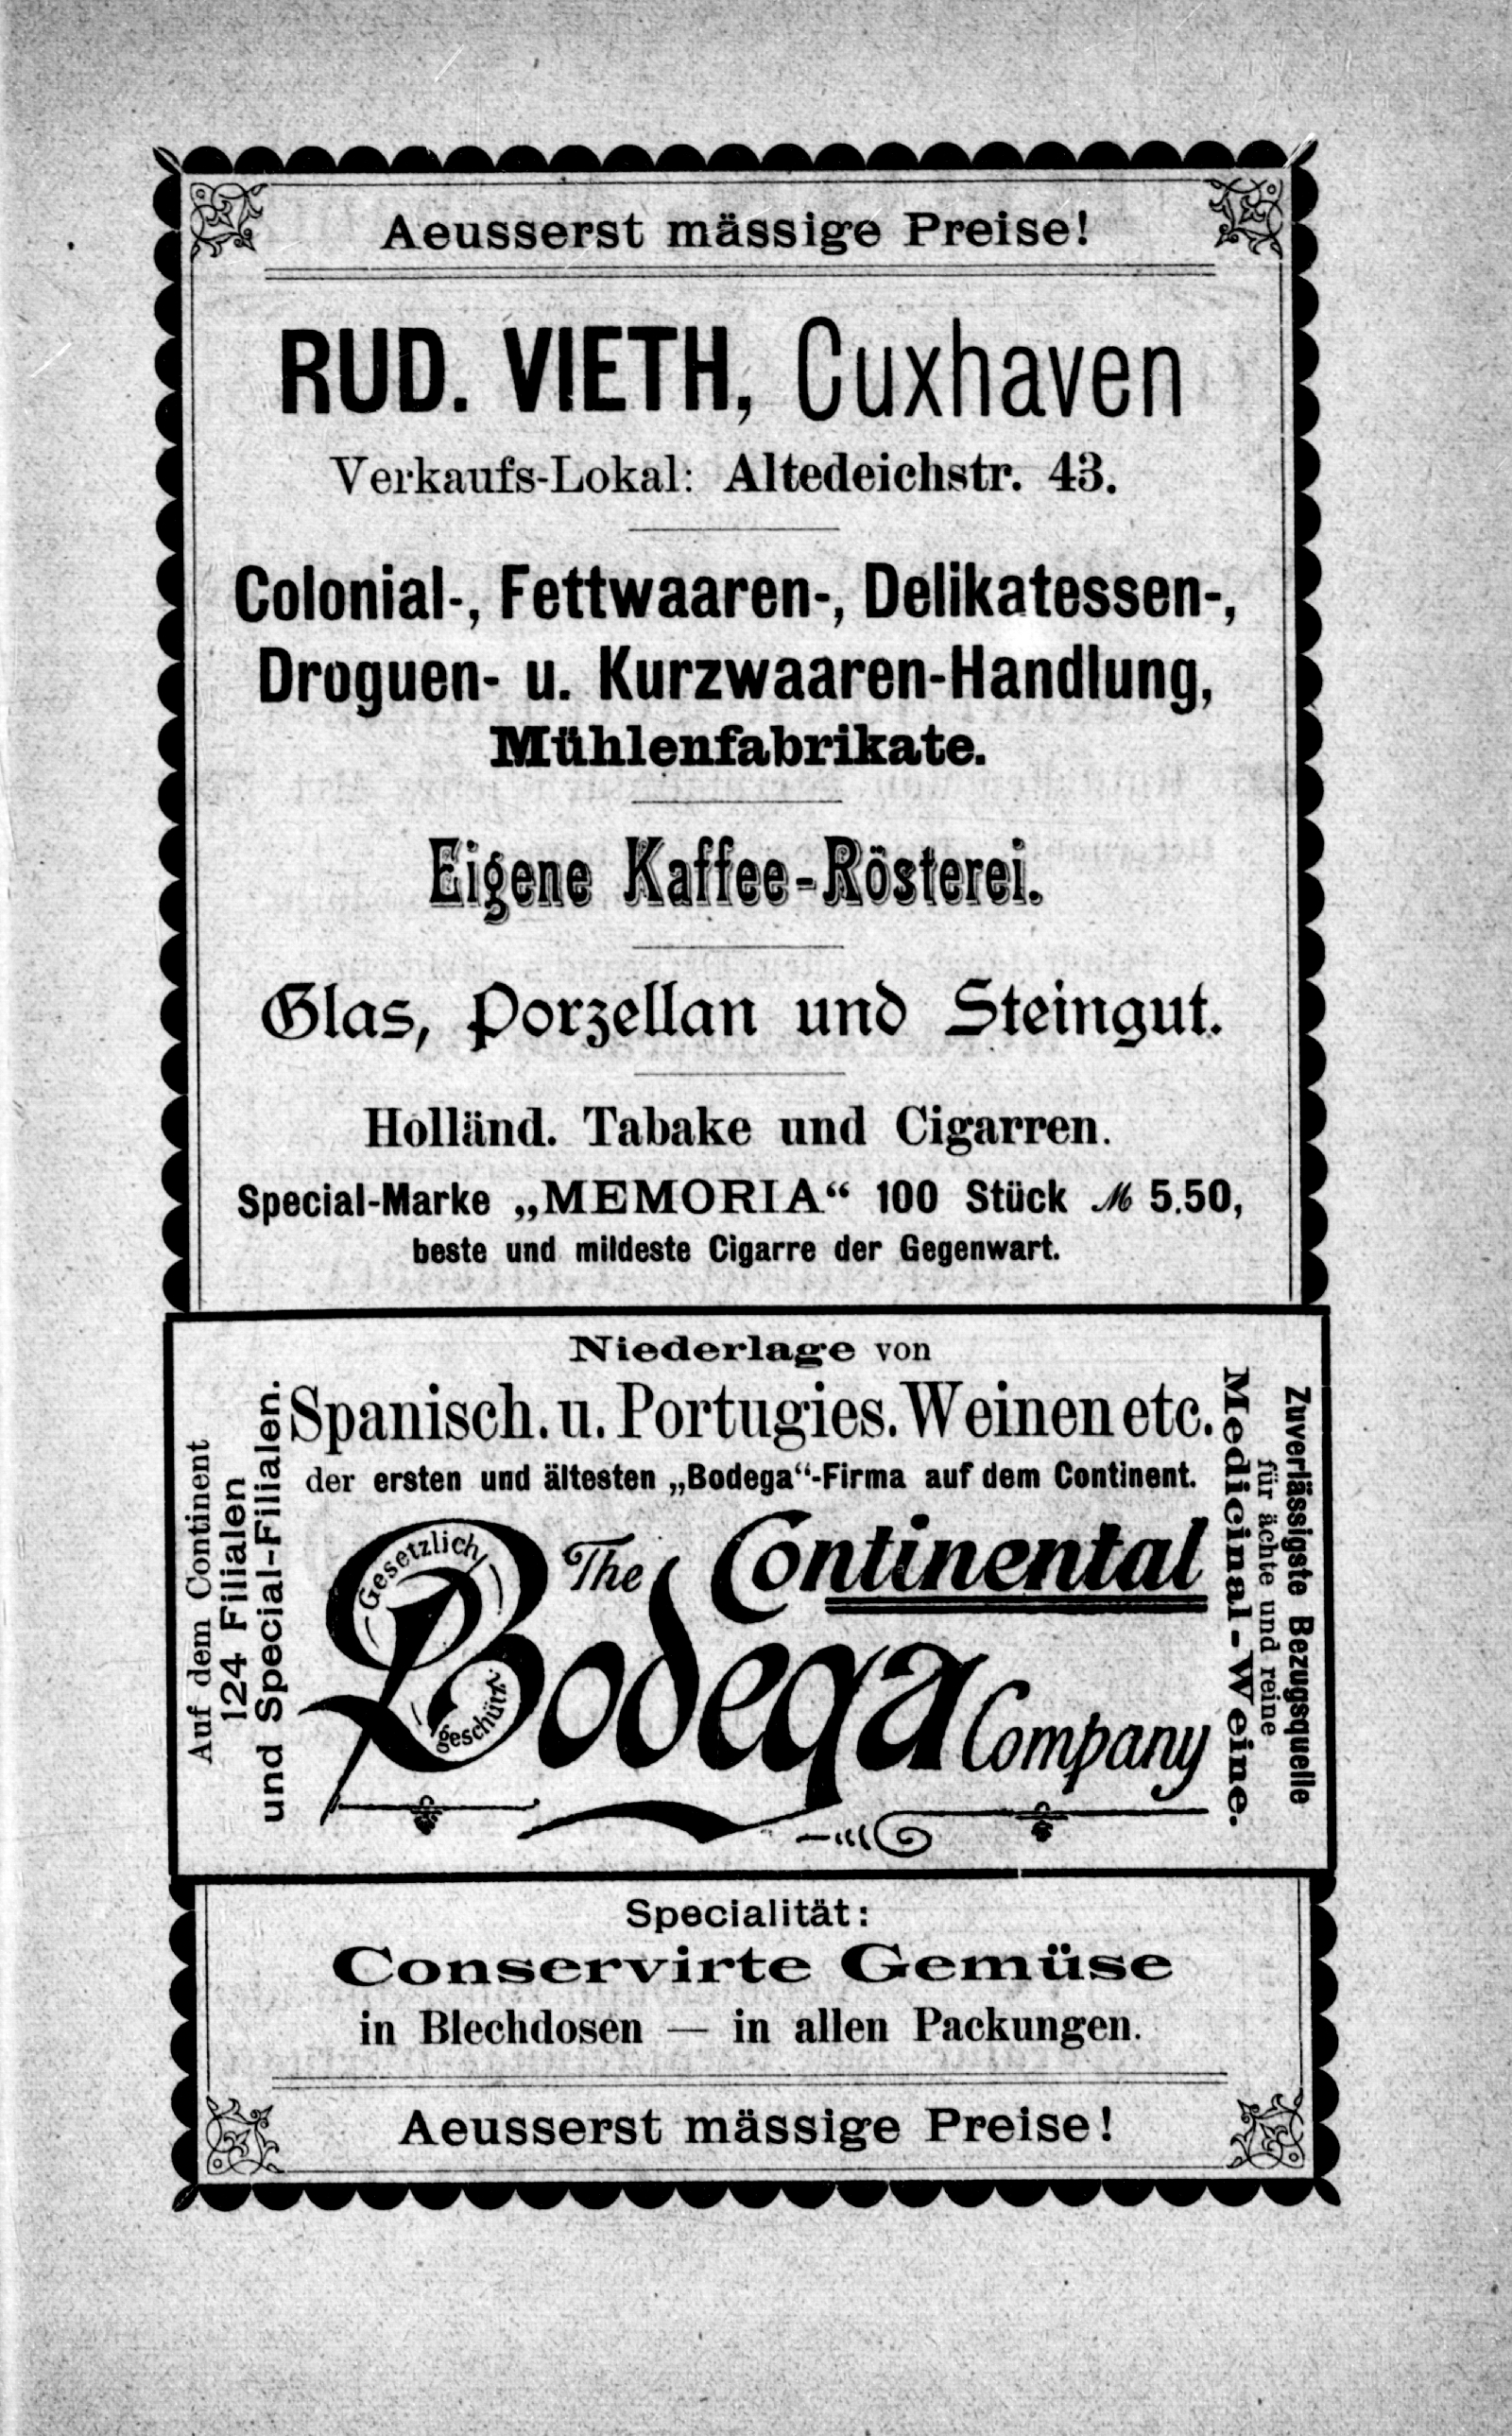 Aeusserst mässige Preise!
RUD. VIETH, Cuxhaven
Verkaufs-Lokal: Altedeichstr. 43.
Colonial-, Fettwaaren-, Delikatessen-,
Droguen- u. Kurzwaaren-Handlung,
Mühlenfabrikate.
Eigene Kaffee-Rösterei.
Glas, Porzellan und Steingut.
Holländ. Tabake und Cigarren.
Special-Marke „MEMORIA“ 100 Stück ℳ 5.50,
beste und mildeste Cigarre der Gegenwart.
Niederlage von
Spanisch. u. Portugies. Weinen etc.
der ersten und ältesten „Bodega“-Firma auf dem Continent.
Auf dem Continent
124 Filialen
und Special-Filialen.
Gesetzlich
geschützt
The Continental
Bodega Company
Zuverlässigste Bezugsquelle
für ächte und reine
Medicinal-Weine.
Specialität:
Conservirte Gemüse
in Blechdosen — in allen Packungen.
Aeusserst mässige Preise!